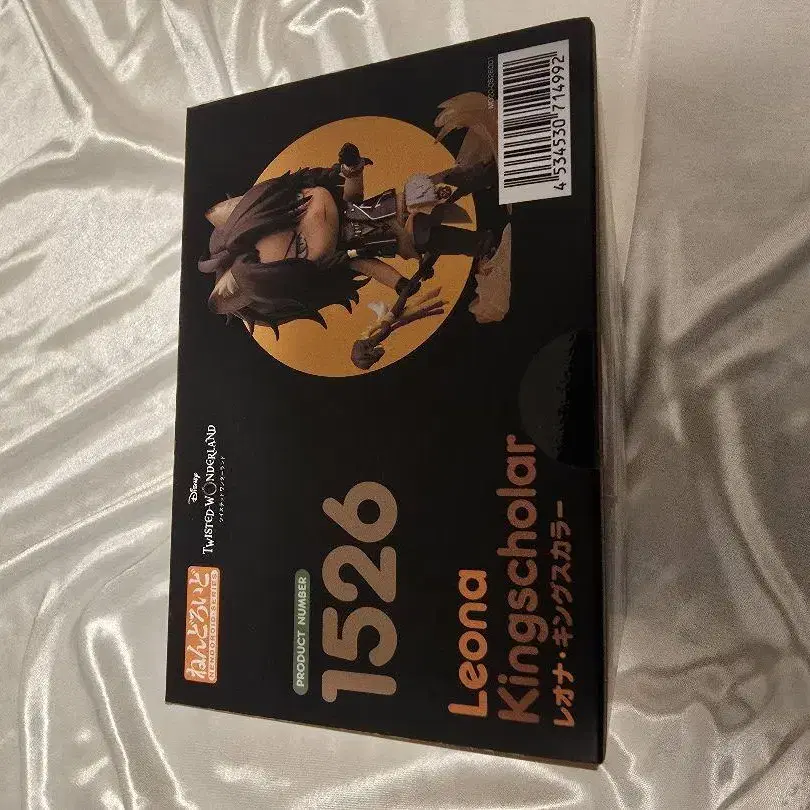 ねんどろいど
NENDOROID SERIES
Disney
TWISTED-WONDERLAND
ツイステッドワンダーランド
PRODUCT NUMBER
1526
Leona
Kingscholar
レオナ・キングスカラー
4 534530 714992